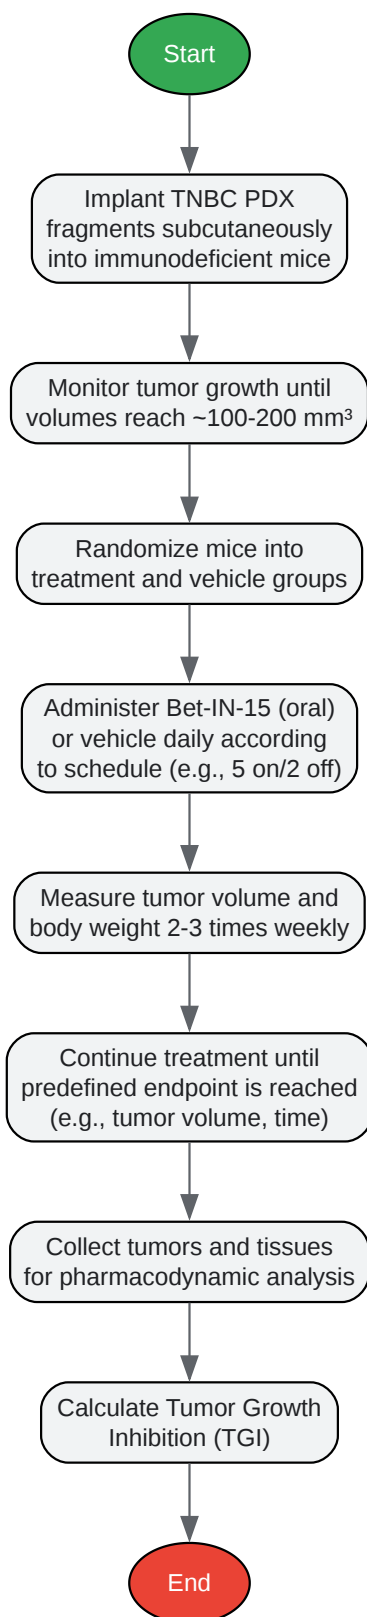 Start
Implant TNBC PDX
fragments subcutaneously
into immunodeficient mice
Monitor tumor growth until
volumes reach ~100-200 mm³
Randomize mice into
treatment and vehicle groups
Administer Bet-IN-15 (oral)
or vehicle daily according
to schedule (e.g., 5 on/2 off)
Measure tumor volume and
body weight 2-3 times weekly
Continue treatment until
predefined endpoint is reached
(e.g., tumor volume, time)
Collect tumors and tissues
for pharmacodynamic analysis
Calculate Tumor Growth
Inhibition (TGI)
End